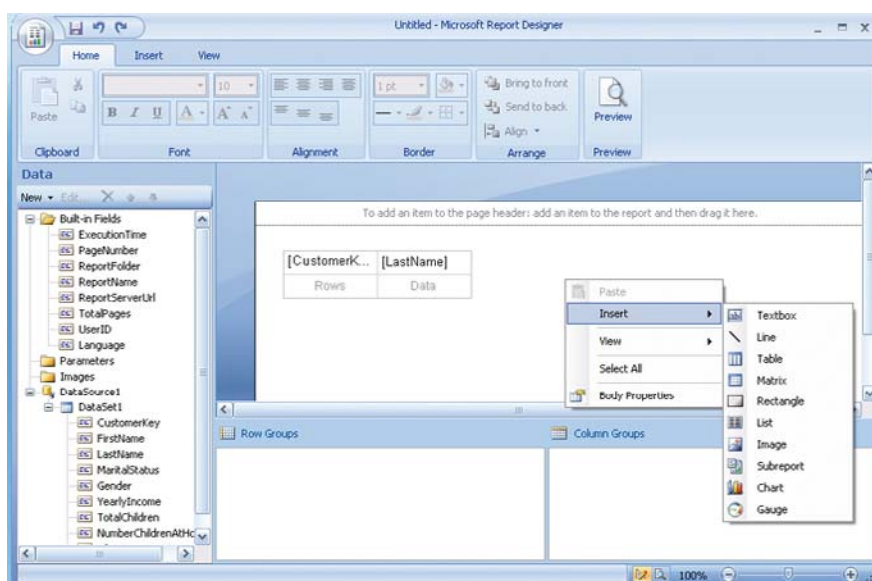 Untitled - Microsoft Report Designer
Home Insert View
Paste
B I U A A A
10
1 pt
Bring to front
Send to back
Align
Preview
Clipboard Font Alignment Border Arrange Preview
Data
New Edit
Built-in Fields
ExecutionTime
PageNumber
ReportFolder
ReportName
ReportServerUrl
TotalPages
UserID
Language
Parameters
Images
DataSource1
DataSet1
CustomerKey
FirstName
LastName
MaritalStatus
Gender
YearlyIncome
TotalChildren
NumberChildrenAtHc
To add an item to the page header: add an item to the report and then drag it here.
[CustomerK... [LastName]
Rows Data
Paste
Insert
View
Select All
Body Properties
Textbox
Line
Table
Matrix
Rectangle
List
Image
Subreport
Chart
Gauge
Row Groups
Column Groups
100%